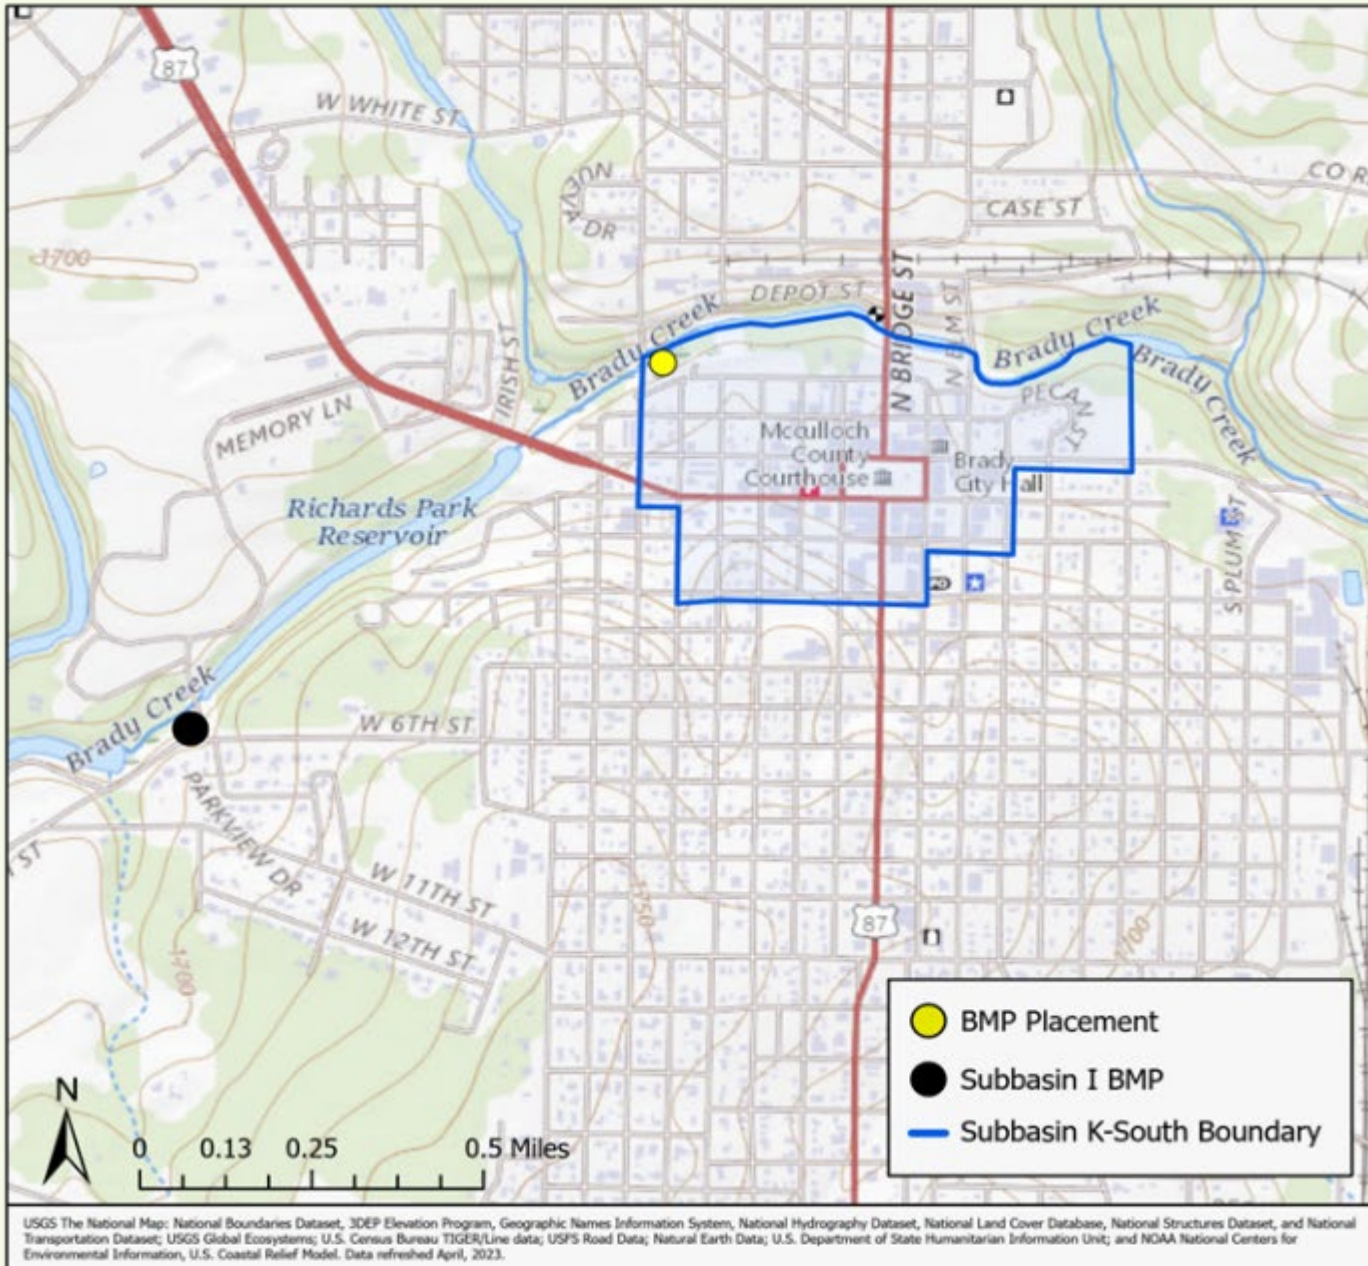 87
W WHITE ST
NUEVA DR
CO R
CASE ST
1700
DEPOT ST
N BRIDGE ST
N ELM ST
IRISH ST
Brady Creek
Brady Creek
Brady Creek
PECAN ST
MEMORY LN
Mcculloch
County
Courthouse
Brady
City Hall
Richards Park
Reservoir
S PLUM ST
Brady Creek
W 6TH ST
PARKVIEW DR
W 11TH ST
W 12TH ST
ST
1750
1700
1700
87
BMP Placement
Subbasin I BMP
Subbasin K-South Boundary
N
0 0.13 0.25 0.5 Miles
USGS The National Map: National Boundaries Dataset, 3DEP Elevation Program, Geographic Names Information System, National Hydrography Dataset, National Land Cover Database, National Structures Dataset, and National
Transportation Dataset; USGS Global Ecosystems; U.S. Census Bureau TIGER/Line data; USFS Road Data; Natural Earth Data; U.S. Department of State Humanitarian Information Unit; and NOAA National Centers for
Environmental Information, U.S. Coastal Relief Model. Data refreshed April, 2023.